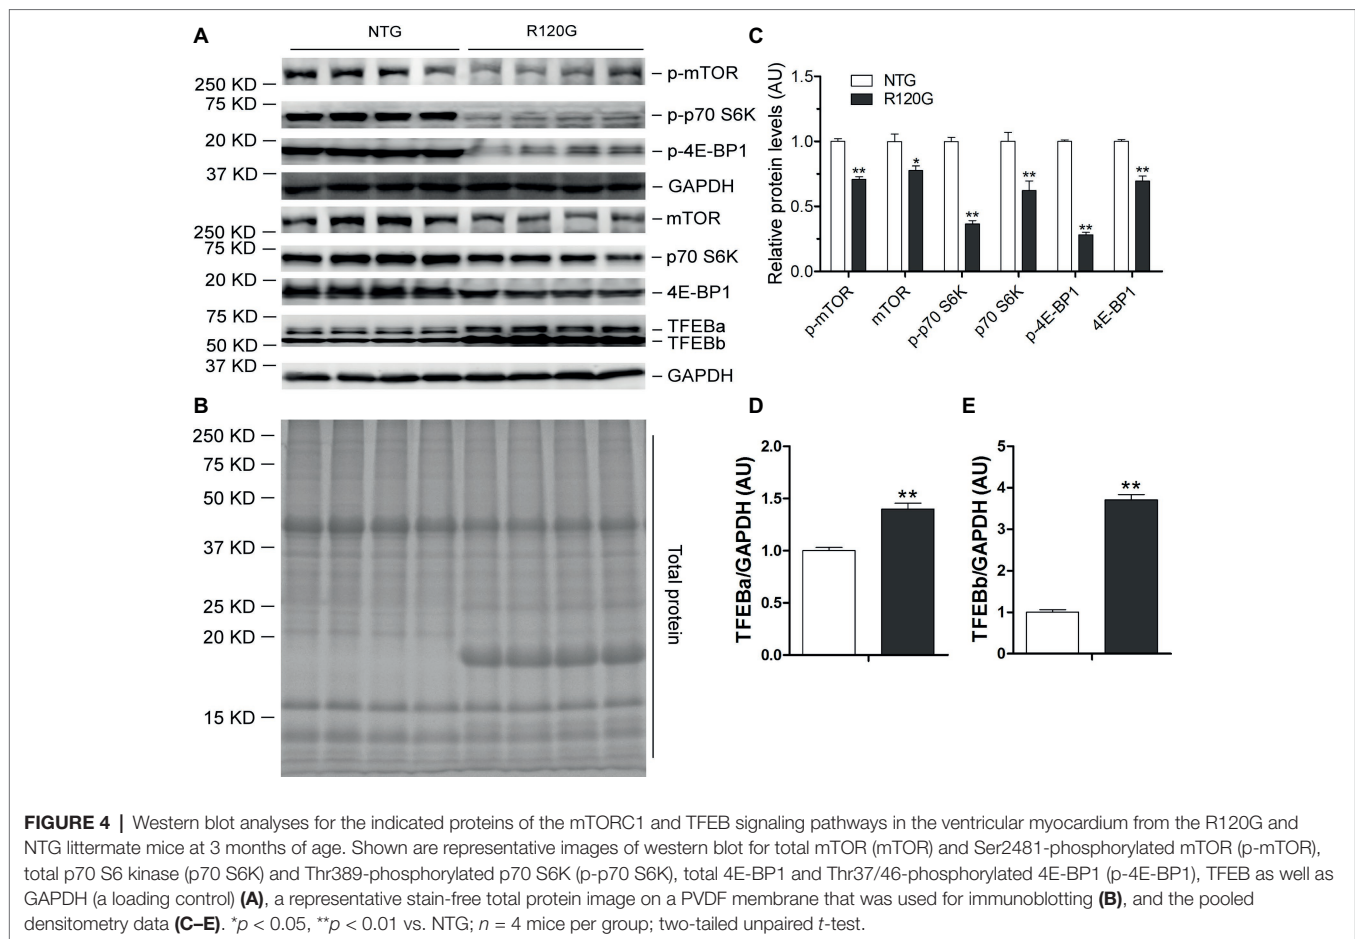 A
NTG
R120G
250 KD
p-mTOR
75 KD
p-p70 S6K
20 KD
p-4E-BP1
37 KD
GAPDH
mTOR
250 KD
75 KD
p70 S6K
20 KD
4E-BP1
75 KD
TFEBa
50 KD
TFEBb
37 KD
GAPDH
B
250 KD
75 KD
50 KD
37 KD
25 KD
20 KD
15 KD
Total protein
C
Relative protein levels (AU)
1.5
1.0
0.5
0.0
NTG
R120G
**
*
**
**
**
**
p-mTOR
mTOR
p-p70 S6K
p70 S6K
p-4E-BP1
4E-BP1
D
TFEBa/GAPDH (AU)
2.0
1.5
1.0
0.5
0.0
**
E
TFEBb/GAPDH (AU)
5
4
3
2
1
0
**
FIGURE 4 | Western blot analyses for the indicated proteins of the mTORC1 and TFEB signaling pathways in the ventricular myocardium from the R120G and
NTG littermate mice at 3 months of age. Shown are representative images of western blot for total mTOR (mTOR) and Ser2481-phosphorylated mTOR (p-mTOR),
total p70 S6 kinase (p70 S6K) and Thr389-phosphorylated p70 S6K (p-p70 S6K), total 4E-BP1 and Thr37/46-phosphorylated 4E-BP1 (p-4E-BP1), TFEB as well as
GAPDH (a loading control) (A), a representative stain-free total protein image on a PVDF membrane that was used for immunoblotting (B), and the pooled
densitometry data (C–E). *p < 0.05, **p < 0.01 vs. NTG; n = 4 mice per group; two-tailed unpaired t-test.